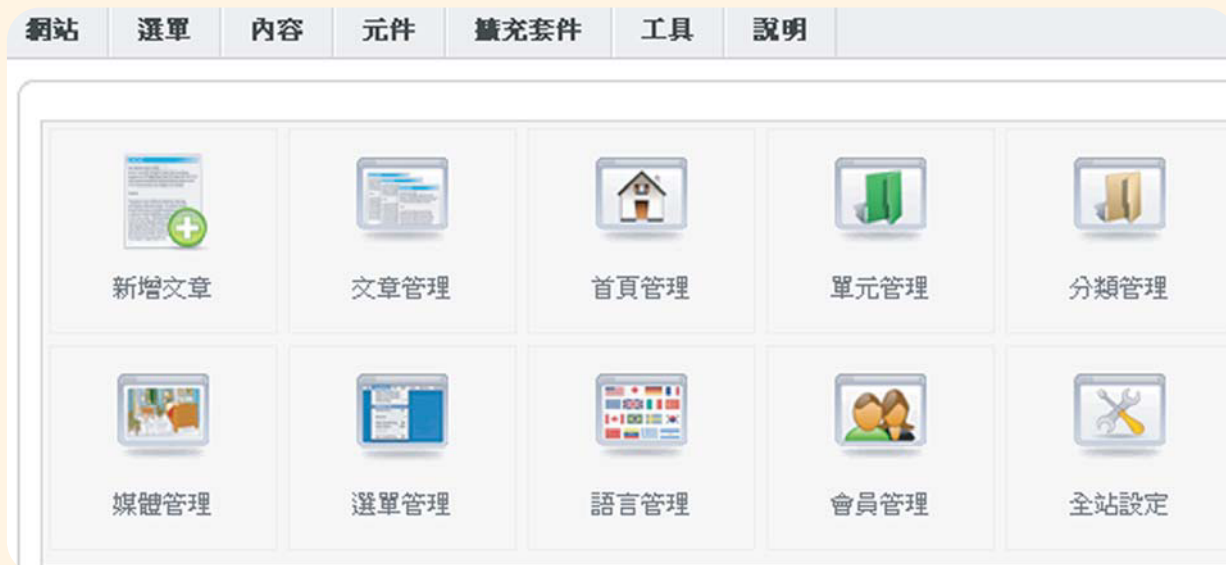 網站 選單 內容 元件 擴充套件 工具 說明
新增文章 文章管理 首頁管理 單元管理 分類管理
媒體管理 選單管理 語言管理 會員管理 全站設定